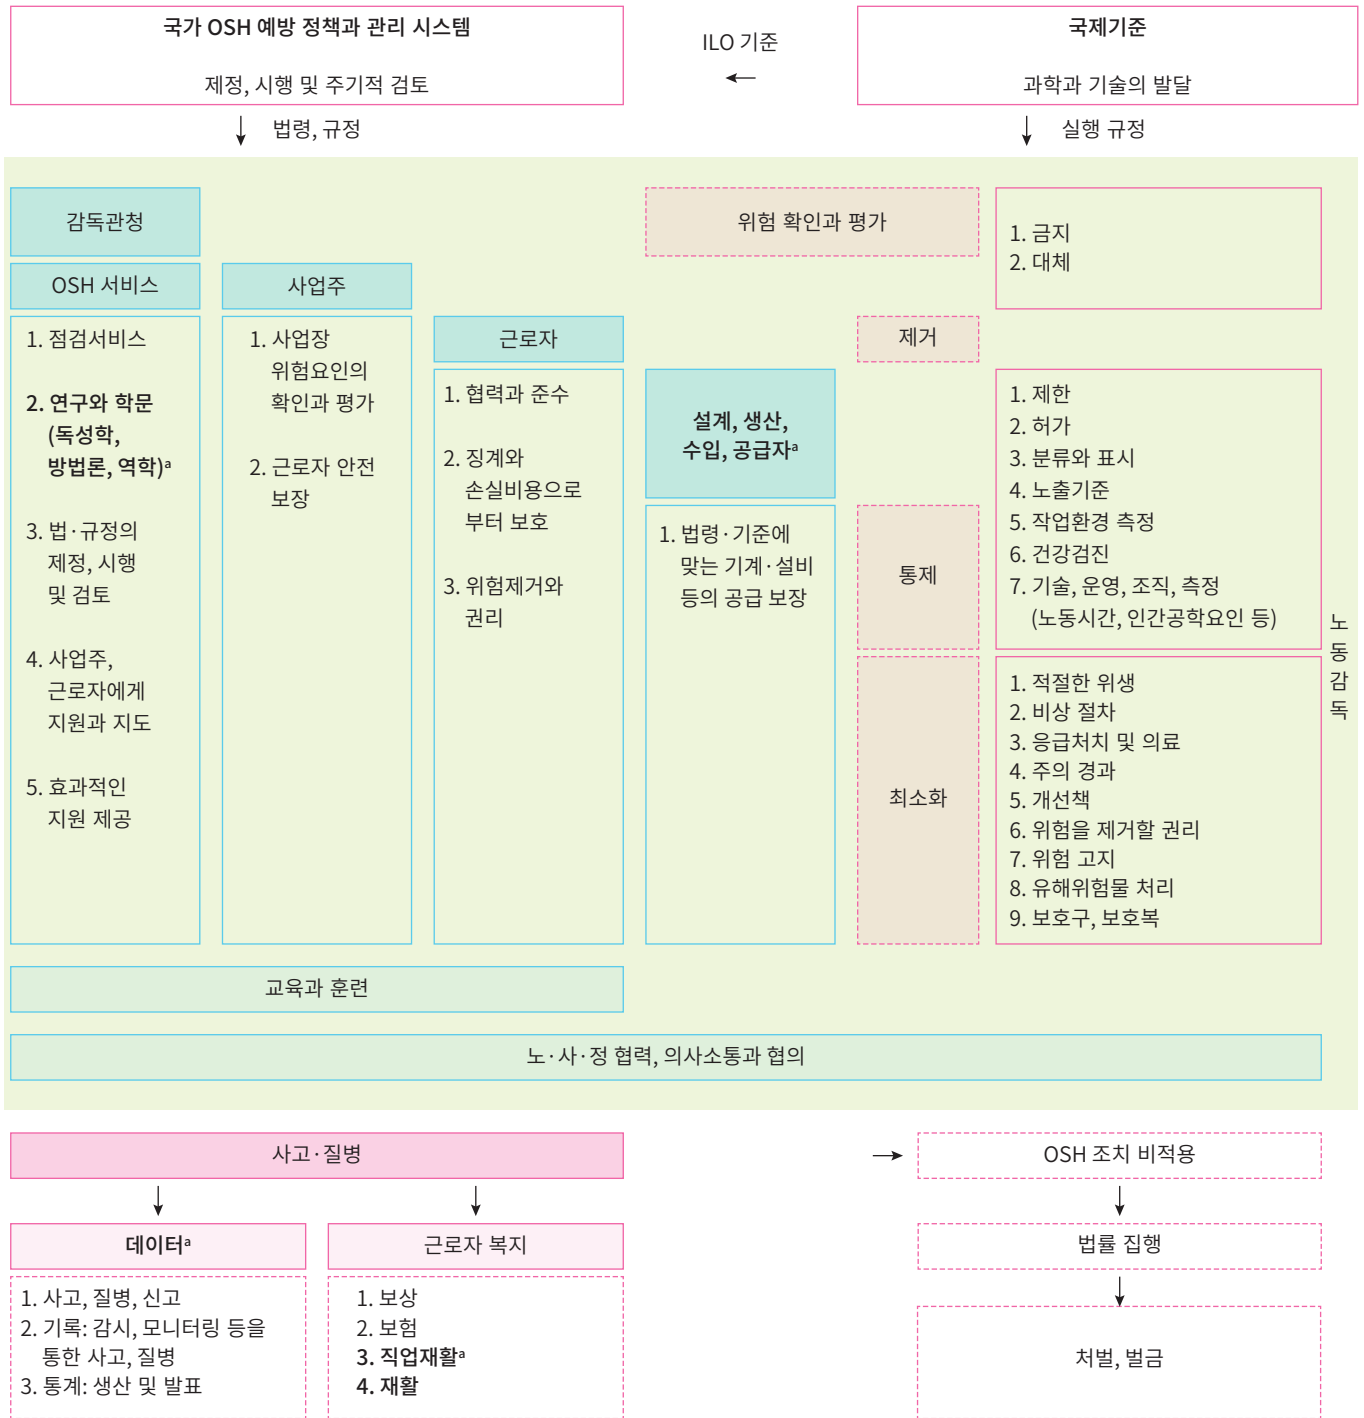 국가 OSH 예방 정책과 관리 시스템
제정, 시행 및 주기적 검토
ILO 기준
←
국제기준
과학과 기술의 발달
↓ 법령, 규정
↓ 실행 규정
감독관청
OSH 서비스
1. 점검서비스
2. 연구와 학문
(독성학,
방법론, 역학)ᵃ
3. 법·규정의
제정, 시행
및 검토
4. 사업주,
근로자에게
지원과 지도
5. 효과적인
지원 제공
사업주
1. 사업장
위험요인의
확인과 평가
2. 근로자 안전
보장
근로자
1. 협력과 준수
2. 징계와
손실비용으로
부터 보호
3. 위험제거와
권리
설계, 생산,
수입, 공급자ᵃ
1. 법령·기준에
맞는 기계·설비
등의 공급 보장
위험 확인과 평가
제거
통제
최소화
1. 금지
2. 대체
1. 제한
2. 허가
3. 분류와 표시
4. 노출기준
5. 작업환경 측정
6. 건강검진
7. 기술, 운영, 조직, 측정
(노동시간, 인간공학요인 등)
1. 적절한 위생
2. 비상 절차
3. 응급처치 및 의료
4. 주의 경과
5. 개선책
6. 위험을 제거할 권리
7. 위험 고지
8. 유해위험물 처리
9. 보호구, 보호복
노
동
감
독
교육과 훈련
노·사·정 협력, 의사소통과 협의
사고·질병
데이터ᵃ
1. 사고, 질병, 신고
2. 기록: 감시, 모니터링 등을
통한 사고, 질병
3. 통계: 생산 및 발표
근로자 복지
1. 보상
2. 보험
3. 직업재활ᵃ
4. 재활
→ OSH 조치 비적용
법률 집행
처벌, 벌금